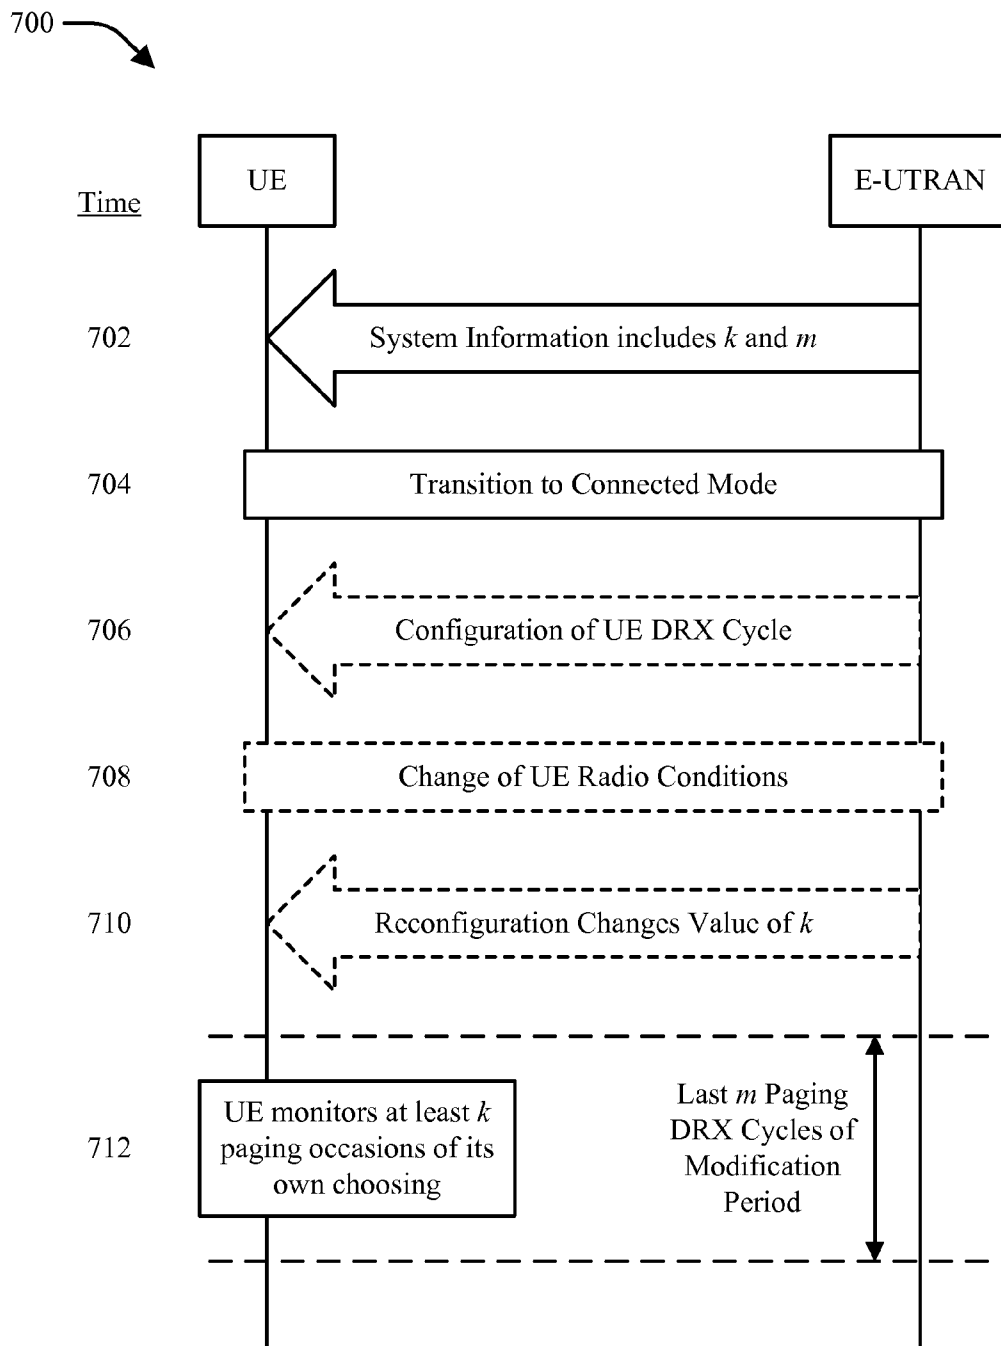 700
UE
E-UTRAN
Time
702
System Information includes k and m
704
Transition to Connected Mode
706
Configuration of UE DRX Cycle
708
Change of UE Radio Conditions
710
Reconfiguration Changes Value of k
712
UE monitors at least k
paging occasions of its
own choosing
Last m Paging
DRX Cycles of
Modification
Period